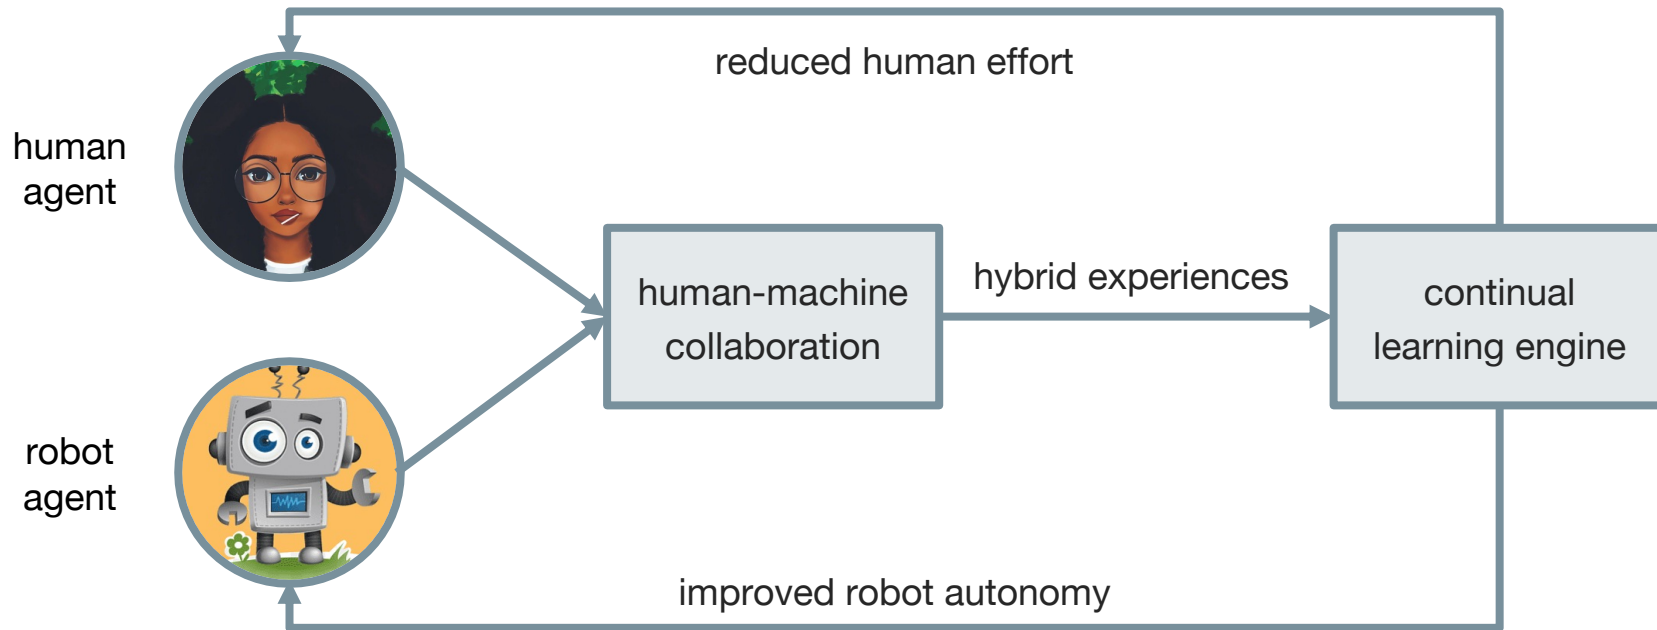 reduced human effort
human
agent
human-machine
collaboration
hybrid experiences
continual
learning engine
robot
agent
improved robot autonomy